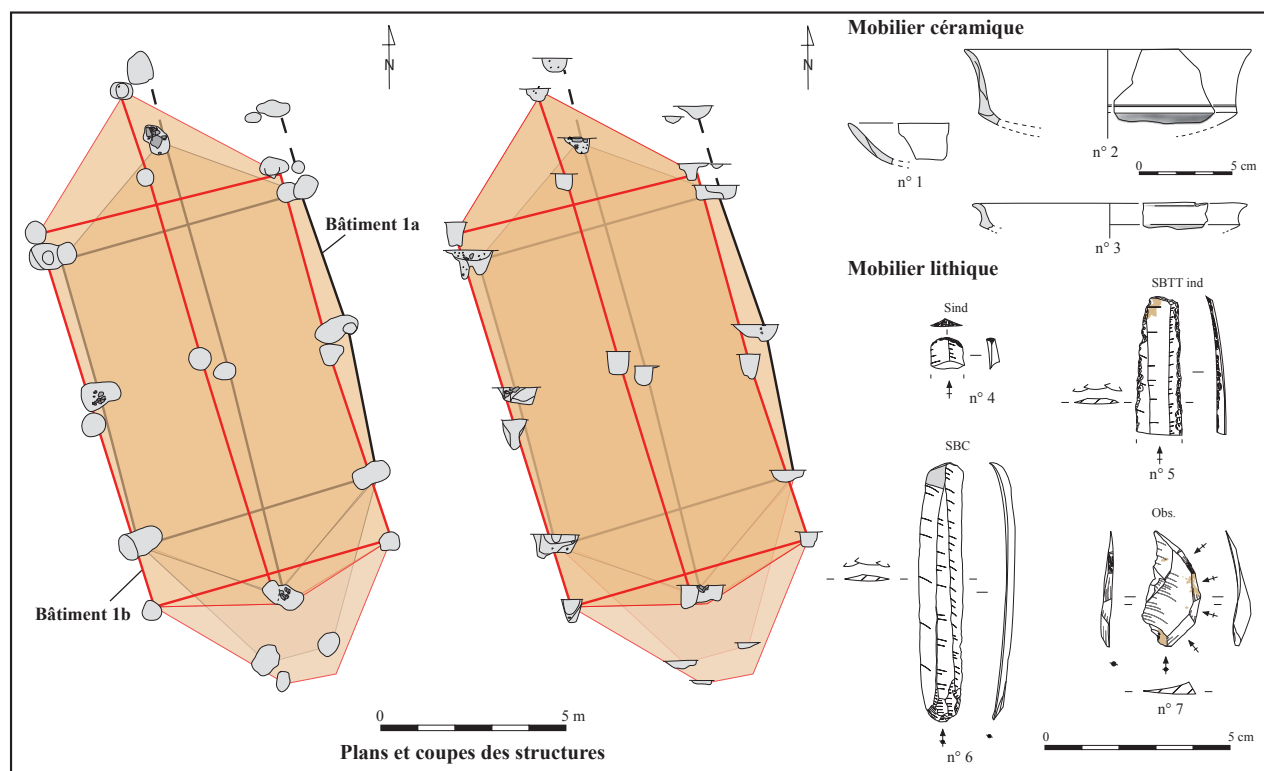 N
Bâtiment 1a
Bâtiment 1b
N
0 5 m
Plans et coupes des structures
Mobilier céramique
n° 1
n° 2
0 5 cm
n° 3
Mobilier lithique
Sind
n° 4
SBTT ind
n° 5
SBC
n° 6
Obs.
n° 7
0 5 cm